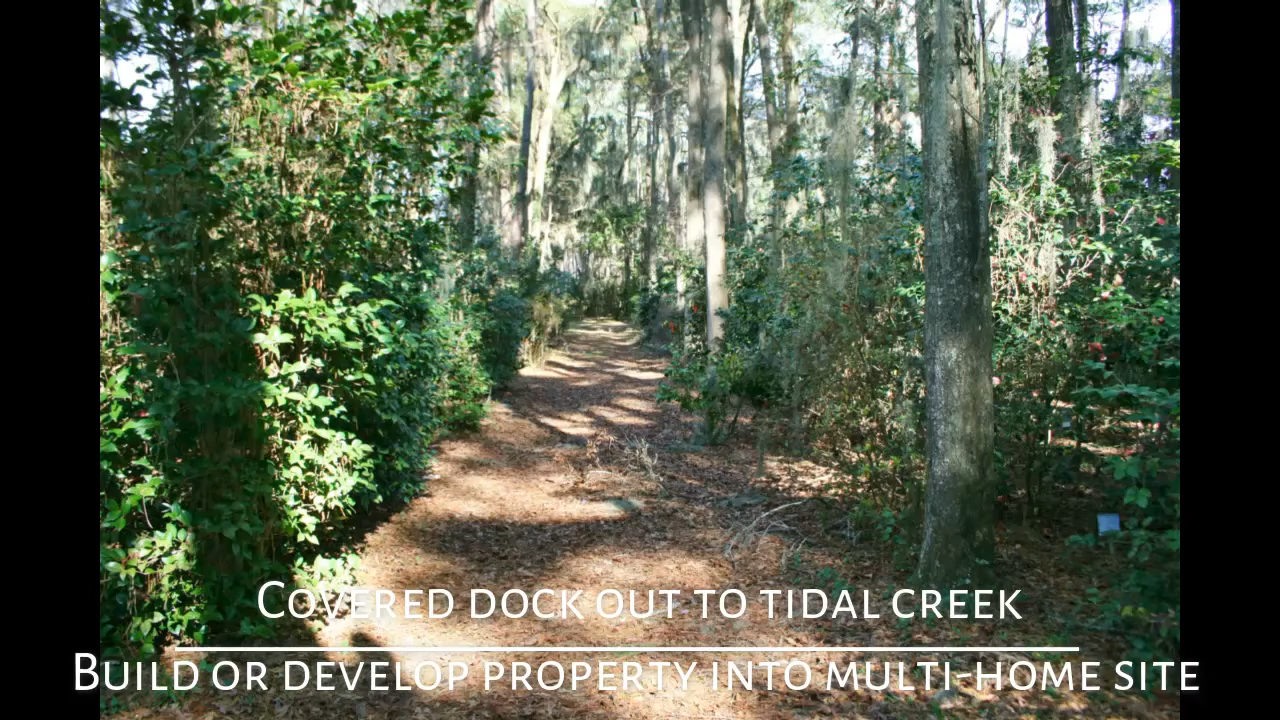 Covered dock out to tidal creek
Build or develop property into multi-home site